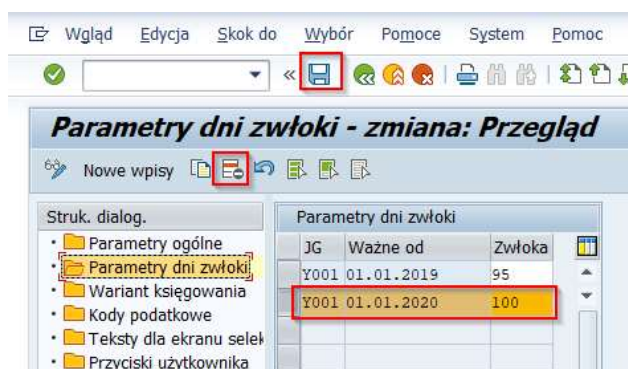 Wgląd Edycja Skok do Wybór Pomoce System Pomoc
Parametry dni zwłoki - zmiana: Przegląd
Nowe wpisy
Struk. dialog.
Parametry ogólne
Parametry dni zwłoki
Wariant księgowania
Kody podatkowe
Teksty dla ekranu selek
Przyciski użytkownika
Parametry dni zwłoki
JG Ważne od Zwłoka
Y001 01.01.2019 95
Y001 01.01.2020 100